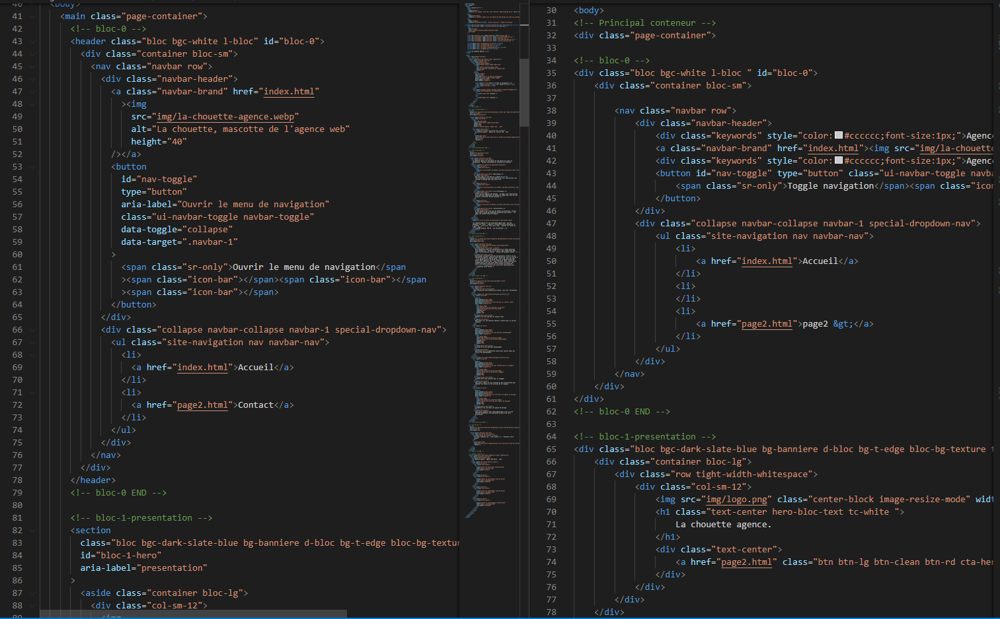 40 <body>
41 <main class="page-container">
42 <!-- bloc-0 -->
43 <header class="bloc bgc-white l-bloc" id="bloc-0">
44 <div class="container bloc-sm">
45 <nav class="navbar row">
46 <div class="navbar-header">
47 <a class="navbar-brand" href="index.html"
48 ><img
49 src="img/la-chouette-agence.webp"
50 alt="La chouette, mascotte de l'agence web"
51 height="40"
52 /></a>
53 <button
54 id="nav-toggle"
55 type="button"
56 aria-label="Ouvrir le menu de navigation"
57 class="ui-navbar-toggle navbar-toggle"
58 data-toggle="collapse"
59 data-target=".navbar-1"
60 >
61 <span class="sr-only">Ouvrir le menu de navigation</span
62 ><span class="icon-bar"></span><span class="icon-bar"></span
63 ><span class="icon-bar"></span>
64 </button>
65 </div>
66 <div class="collapse navbar-collapse navbar-1 special-dropdown-nav">
67 <ul class="site-navigation nav navbar-nav">
68 <li>
69 <a href="index.html">Accueil</a>
70 </li>
71 <li>
72 <a href="page2.html">Contact</a>
73 </li>
74 </ul>
75 </div>
76 </nav>
77 </div>
78 </header>
79 <!-- bloc-0 END -->
80
81 <!-- bloc-1-presentation -->
82 <section
83 class="bloc bgc-dark-slate-blue bg-banniere d-bloc bg-t-edge bloc-bg-textur
84 id="bloc-1-hero"
85 aria-label="presentation"
86 >
87 <aside class="container bloc-lg">
88 <div class="col-sm-12">
89 <img
30 <body>
31 <!-- Principal conteneur -->
32 <div class="page-container">
33
34 <!-- bloc-0 -->
35 <div class="bloc bgc-white l-bloc " id="bloc-0">
36 <div class="container bloc-sm">
37
38 <nav class="navbar row">
39 <div class="navbar-header">
40 <div class="keywords" style="color:#cccccc;font-size:1px;">Agenc
41 <a class="navbar-brand" href="index.html"><img src="img/la-chouette
42 <div class="keywords" style="color:#cccccc;font-size:1px;">Agenc
43 <button id="nav-toggle" type="button" class="ui-navbar-toggle navba
44 <span class="sr-only">Toggle navigation</span><span class="icon
45 </button>
46 </div>
47 <div class="collapse navbar-collapse navbar-1 special-dropdown-nav">
48 <ul class="site-navigation nav navbar-nav">
49 <li>
50 <a href="index.html">Accueil</a>
51 </li>
52 <li>
53 </li>
54 <li>
55 <a href="page2.html">page2 &gt;</a>
56 </li>
57 </ul>
58 </div>
59 </nav>
60 </div>
61 </div>
62 <!-- bloc-0 END -->
63
64 <!-- bloc-1-presentation -->
65 <div class="bloc bgc-dark-slate-blue bg-banniere d-bloc bg-t-edge bloc-bg-texture t
66 <div class="container bloc-lg">
67 <div class="row tight-width-whitespace">
68 <div class="col-sm-12">
69 <img src="img/logo.png" class="center-block image-resize-mode" widt
70 <h1 class="text-center hero-bloc-text tc-white ">
71 La chouette agence.
72 </h1>
73 <div class="text-center">
74 <a href="page2.html" class="btn btn-lg btn-clean btn-rd cta-her
75 </div>
76 </div>
77 </div>
78 </div>